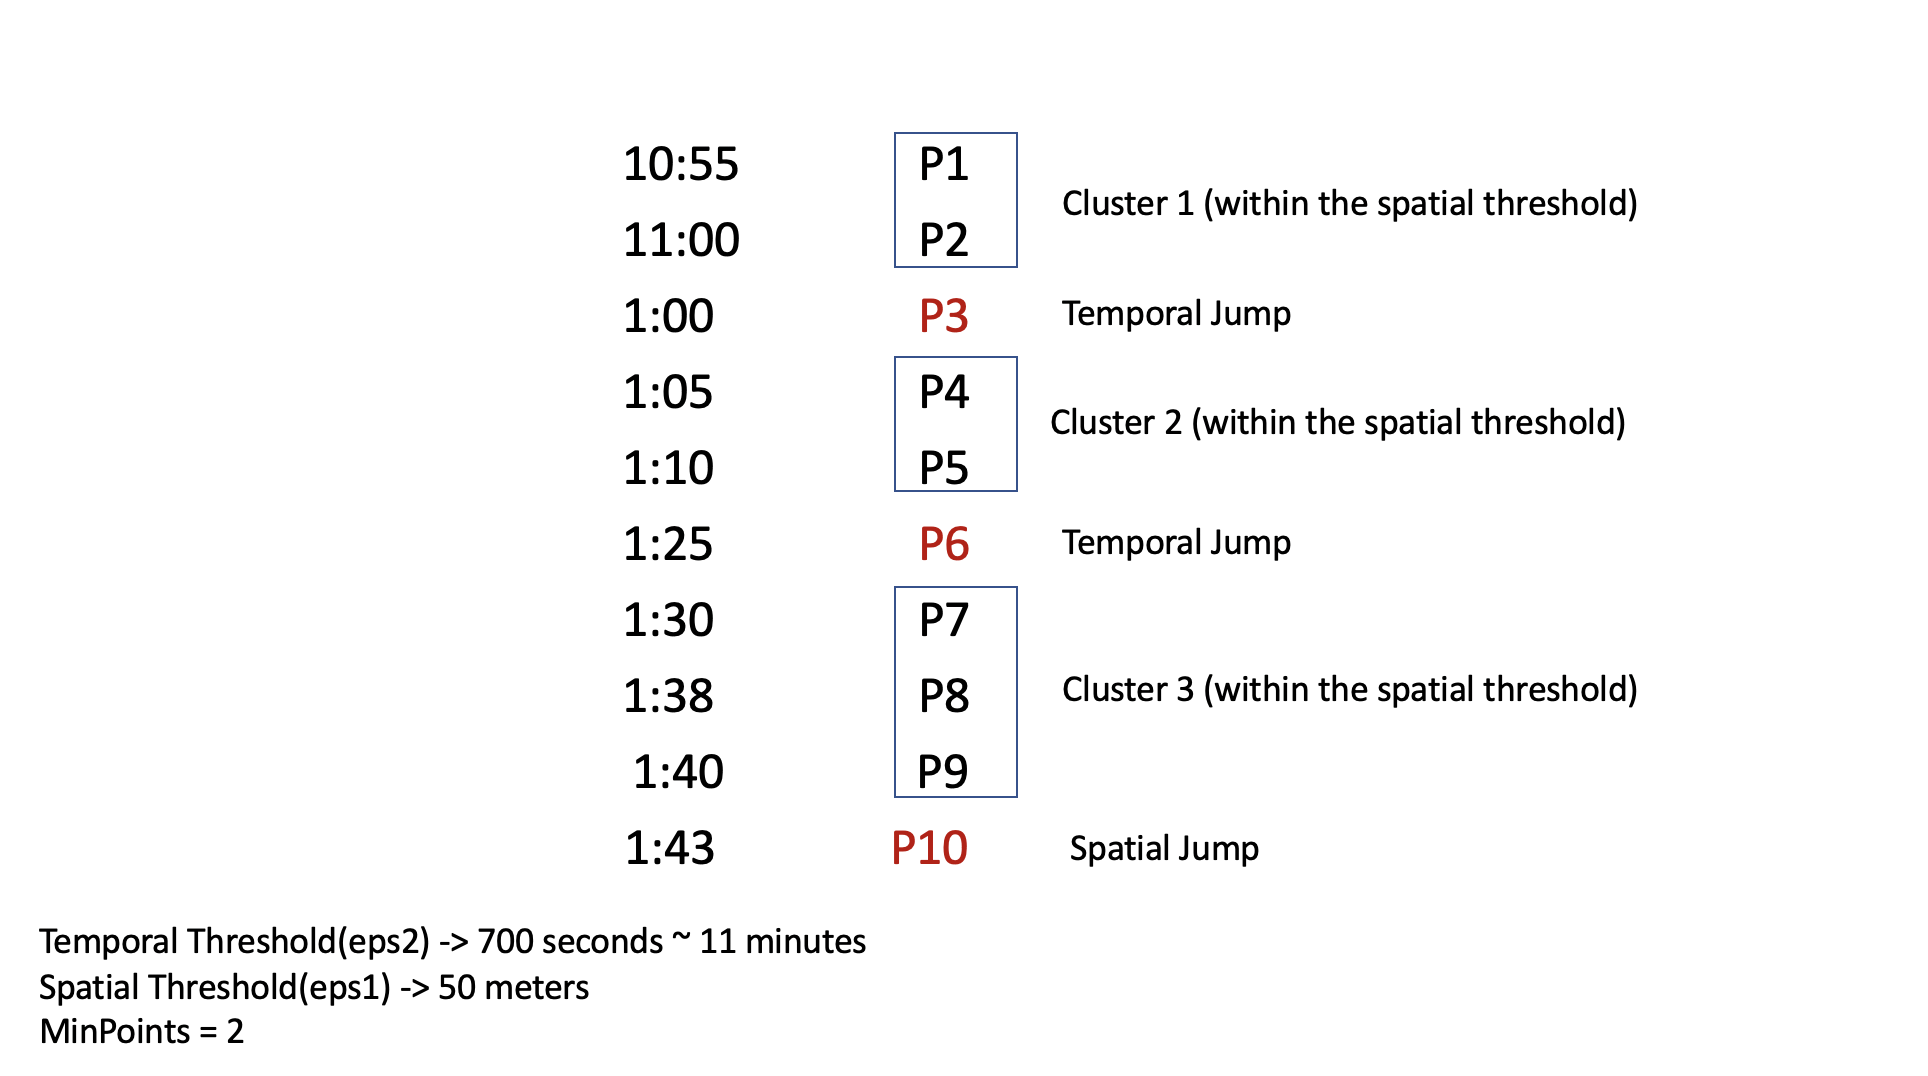 10:55 P1
Cluster 1 (within the spatial threshold)
11:00 P2
1:00 P3 Temporal Jump
1:05 P4
Cluster 2 (within the spatial threshold)
1:10 P5
1:25 P6 Temporal Jump
1:30 P7
1:38 P8 Cluster 3 (within the spatial threshold)
1:40 P9
1:43 P10 Spatial Jump
Temporal Threshold(eps2) -> 700 seconds ~ 11 minutes
Spatial Threshold(eps1) -> 50 meters
MinPoints = 2